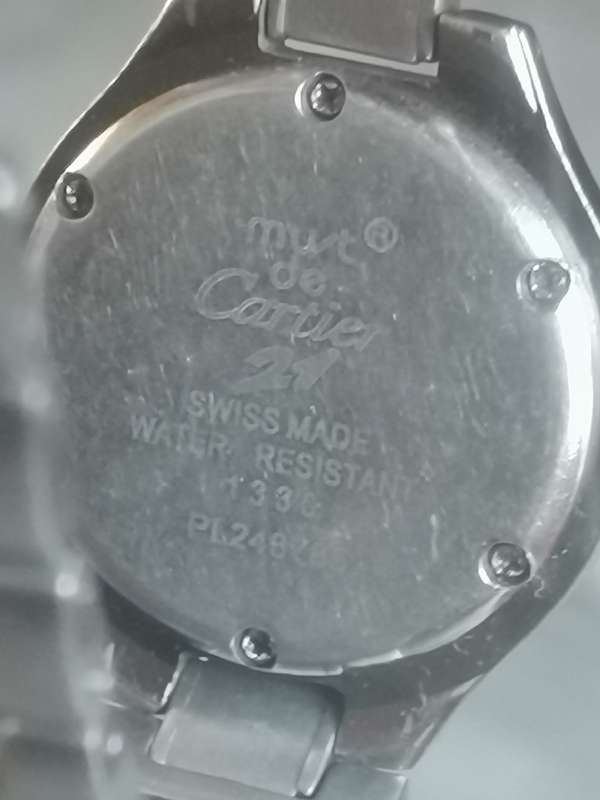 must®
de
Cartier
21
SWISS MADE
WATER RESISTANT